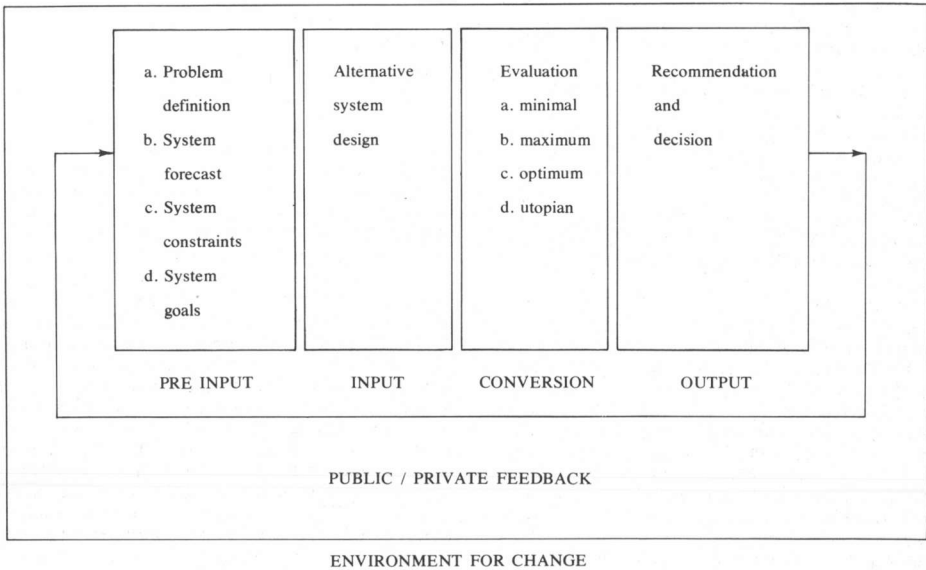 a. Problem
definition
b. System
forecast
c. System
constraints
d. System
goals
PRE INPUT
Alternative
system
design
INPUT
Evaluation
a. minimal
b. maximum
c. optimum
d. utopian
CONVERSION
Recommendation
and
decision
OUTPUT
PUBLIC / PRIVATE FEEDBACK
ENVIRONMENT FOR CHANGE